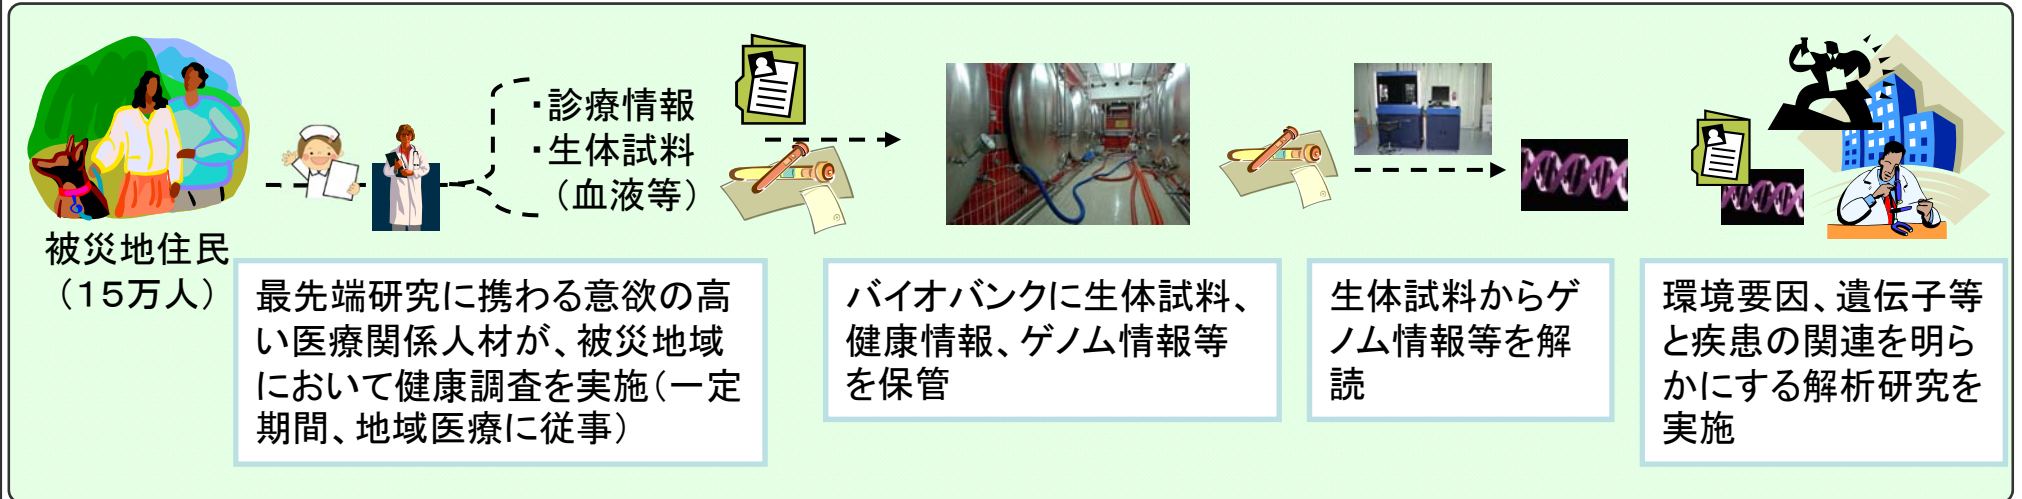 被災地住民
（１５万人）
・診療情報
・生体試料
（血液等）
最先端研究に携わる意欲の高
い医療関係人材が、被災地域
において健康調査を実施（一定
期間、地域医療に従事）
バイオバンクに生体試料、
健康情報、ゲノム情報等
を保管
生体試料からゲ
ノム情報等を解
読
環境要因、遺伝子等
と疾患の関連を明ら
かにする解析研究を
実施